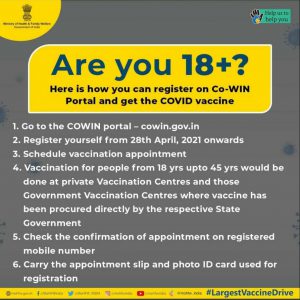 Ministry of Health & Family Welfare
Government of India
Help us to
help you
Are you 18+?
Here is how you can register on Co-WIN
Portal and get the COVID vaccine
1. Go to the COWIN portal – cowin.gov.in
2. Register yourself from 28th April, 2021 onwards
3. Schedule vaccination appointment
4. Vaccination for people from 18 yrs upto 45 yrs would be
done at private Vaccination Centres and those
Government Vaccination Centres where vaccine has
been procured directly by the respective State
Government
5. Check the confirmation of appointment on registered
mobile number
6. Carry the appointment slip and photo ID card used for
registration
#LargestVaccineDrive